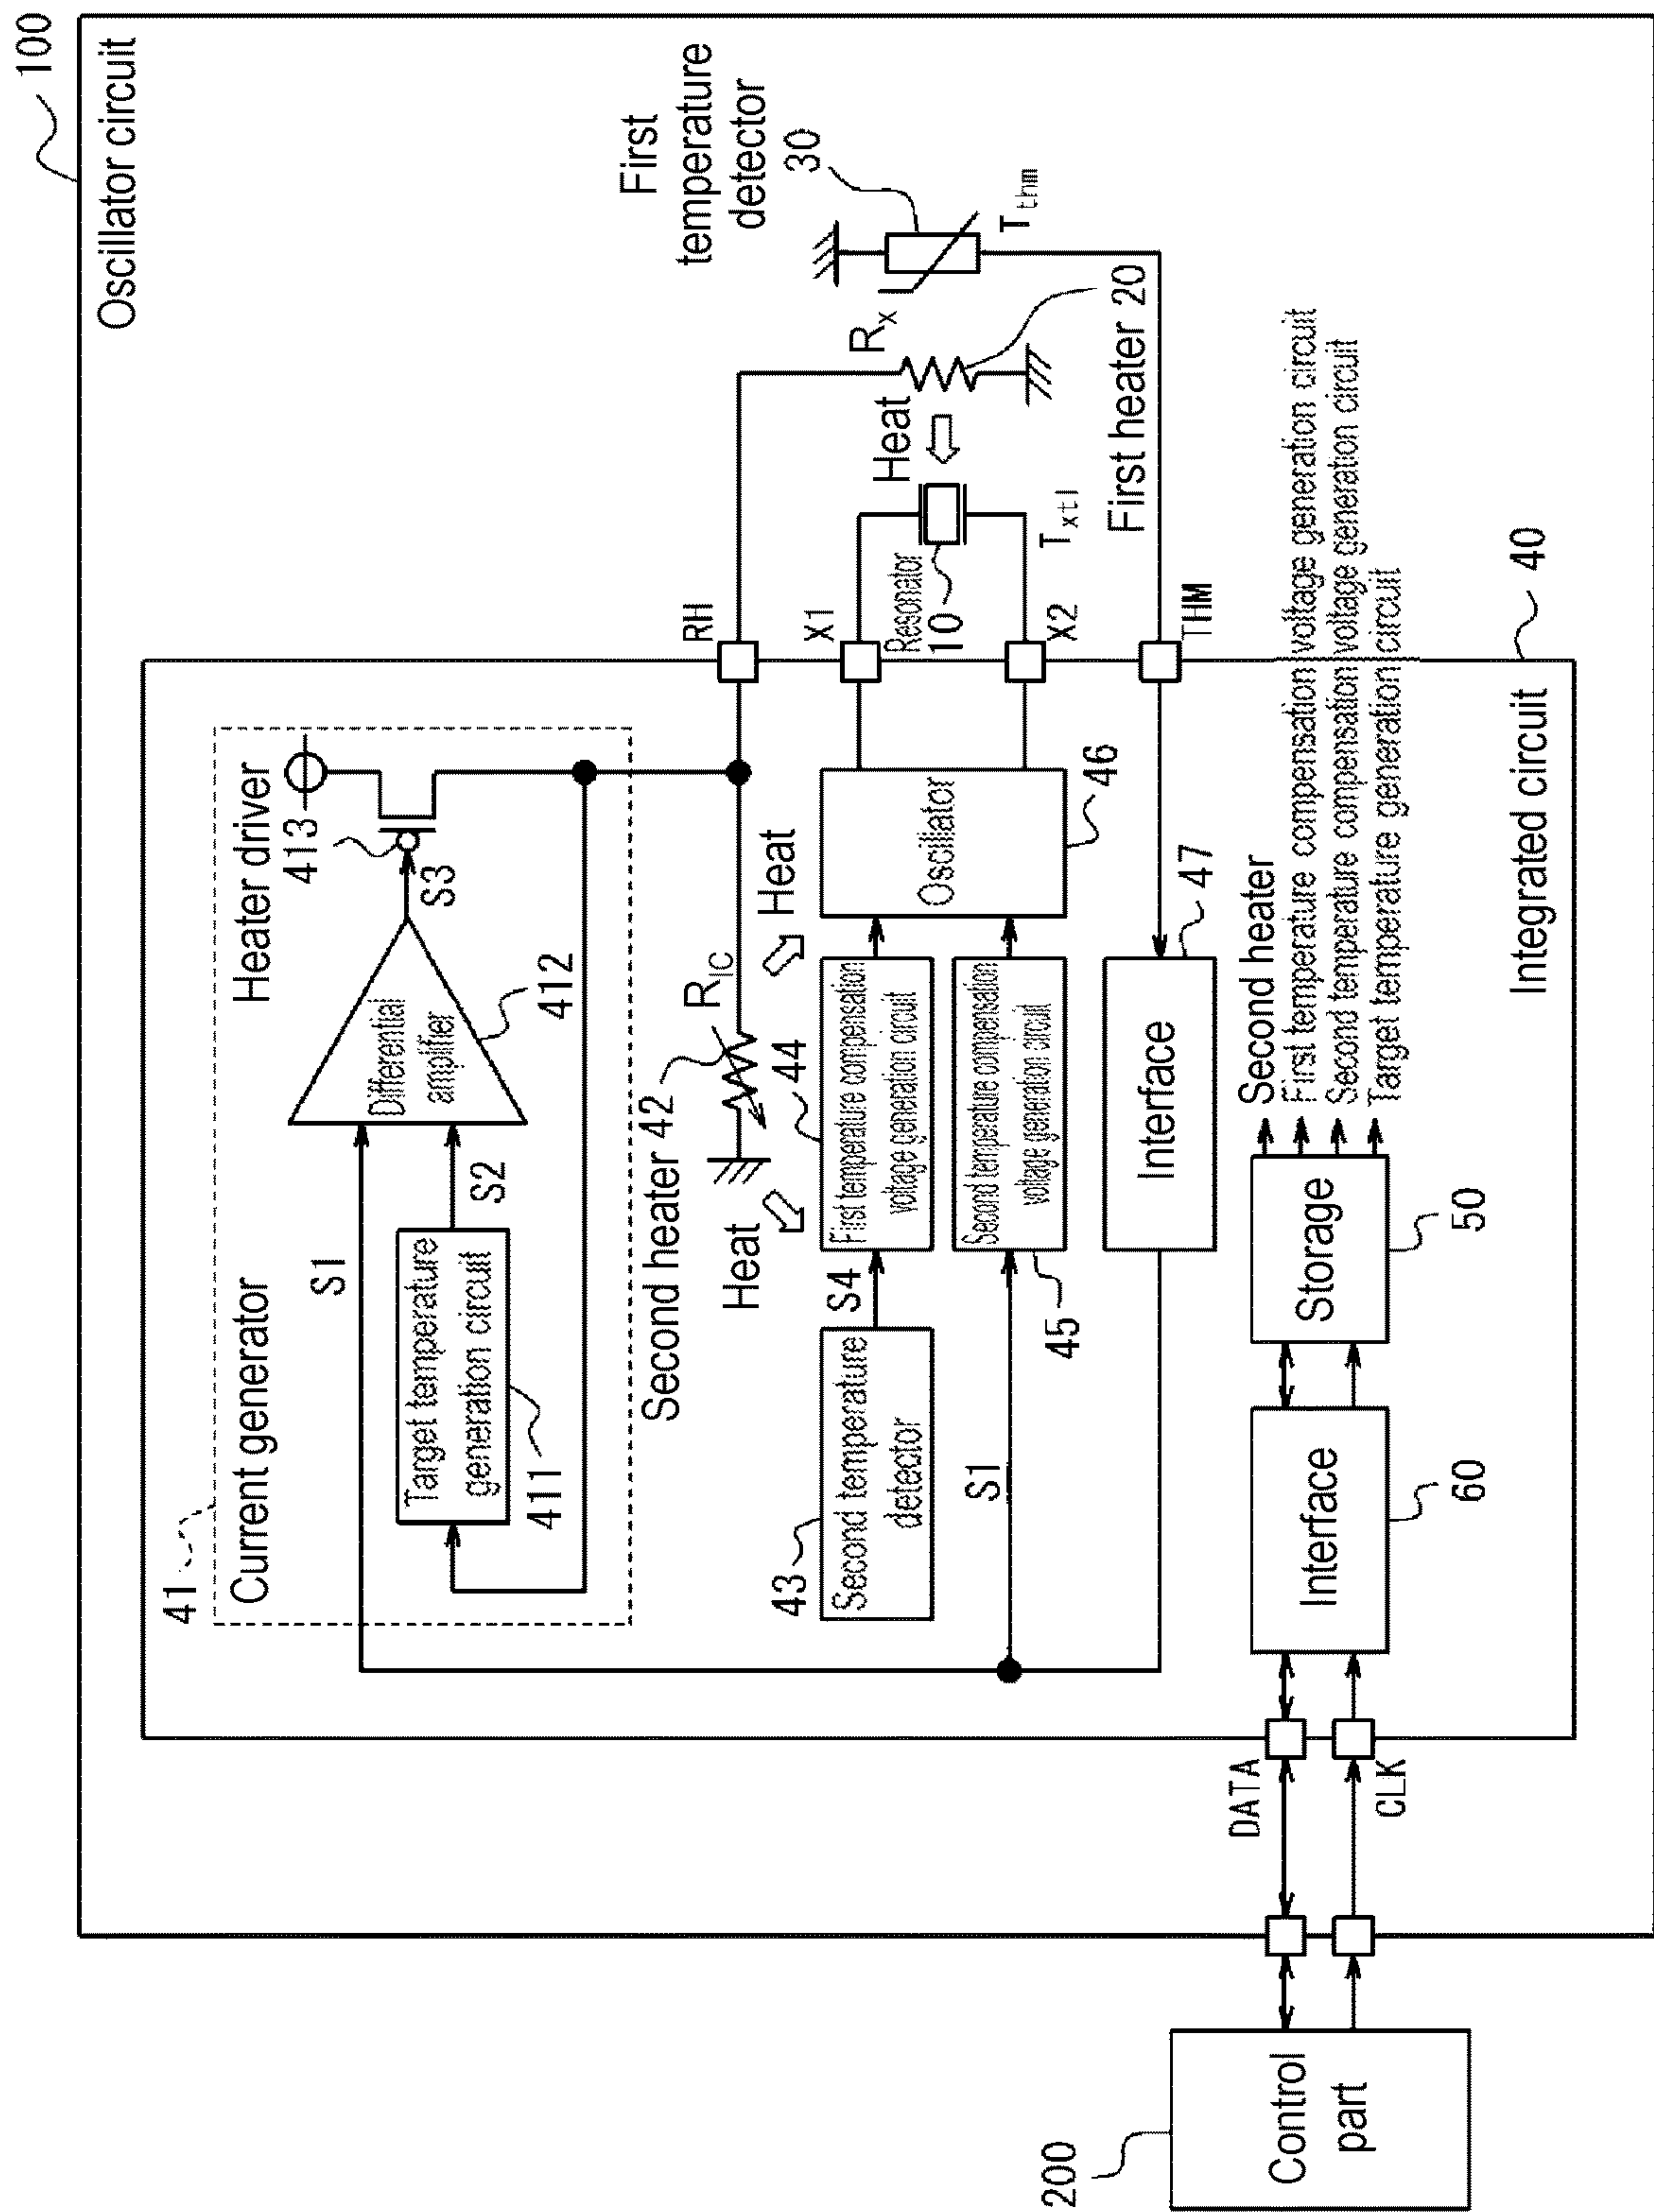 100
Oscillator circuit
First
temperature
detector
30
T thm
41
Current generator
Heater driver
413
S1
Target temperature
generation circuit
411
S2
Differential
amplifier
412
S3
RH
R x
First heater 20
Heat
Second heater 42
R IC
Heat
Heat
X1
Resonator
10
T xtl
X2
THM
43
Second temperature
detector
S4
44
First temperature compensation
voltage generation circuit
Second temperature compensation
voltage generation circuit
45
Oscillator
46
S1
Interface
47
Second heater
First temperature compensation voltage generation circuit
Second temperature compensation voltage generation circuit
Target temperature generation circuit
Storage
50
Interface
60
Integrated circuit
40
DATA
CLK
200
Control
part